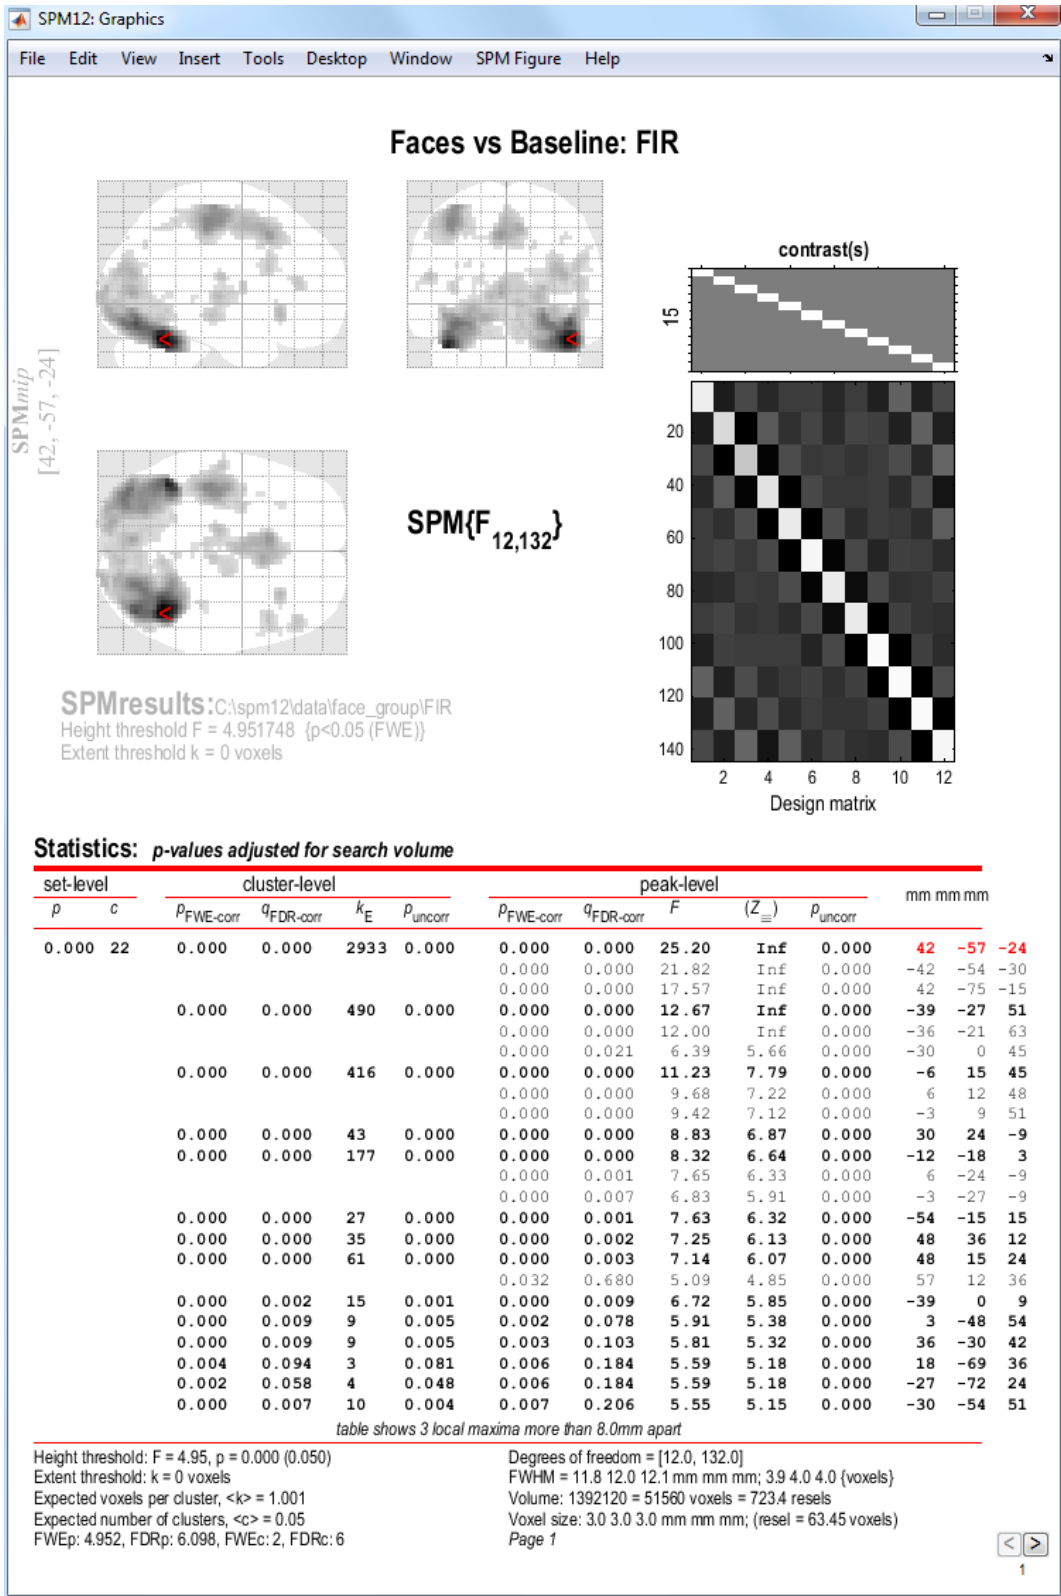 SPM12: Graphics
File Edit View Insert Tools Desktop Window SPM Figure Help
Faces vs Baseline: FIR
SPMmip
[42, -57, -24]
<
<
<
SPM{F12,132}
contrast(s)
15
20
40
60
80
100
120
140
2 4 6 8 10 12
Design matrix
SPMresults: C:\spm12\data\face_group\FIR
Height threshold F = 4.951748 {p<0.05 (FWE)}
Extent threshold k = 0 voxels
Statistics: p-values adjusted for search volume
set-level cluster-level peak-level mm mm mm
p c pFWE-corr qFDR-corr kE puncorr pFWE-corr qFDR-corr F (Z≡) puncorr
0.000 22 0.000 0.000 2933 0.000 0.000 0.000 25.20 Inf 0.000 42 -57 -24
0.000 0.000 21.82 Inf 0.000 -42 -54 -30
0.000 0.000 17.57 Inf 0.000 42 -75 -15
0.000 0.000 490 0.000 0.000 0.000 12.67 Inf 0.000 -39 -27 51
0.000 0.000 12.00 Inf 0.000 -36 -21 63
0.000 0.021 6.39 5.66 0.000 -30 0 45
0.000 0.000 416 0.000 0.000 0.000 11.23 7.79 0.000 -6 15 45
0.000 0.000 9.68 7.22 0.000 6 12 48
0.000 0.000 9.42 7.12 0.000 -3 9 51
0.000 0.000 43 0.000 0.000 0.000 8.83 6.87 0.000 30 24 -9
0.000 0.000 177 0.000 0.000 0.000 8.32 6.64 0.000 -12 -18 3
0.000 0.001 7.65 6.33 0.000 6 -24 -9
0.000 0.007 6.83 5.91 0.000 -3 -27 -9
0.000 0.000 27 0.000 0.000 0.001 7.63 6.32 0.000 -54 -15 15
0.000 0.000 35 0.000 0.000 0.002 7.25 6.13 0.000 48 36 12
0.000 0.000 61 0.000 0.000 0.003 7.14 6.07 0.000 48 15 24
0.032 0.680 5.09 4.85 0.000 57 12 36
0.000 0.002 15 0.001 0.000 0.009 6.72 5.85 0.000 -39 0 9
0.000 0.009 9 0.005 0.002 0.078 5.91 5.38 0.000 3 -48 54
0.000 0.009 9 0.005 0.003 0.103 5.81 5.32 0.000 36 -30 42
0.004 0.094 3 0.081 0.006 0.184 5.59 5.18 0.000 18 -69 36
0.002 0.058 4 0.048 0.006 0.184 5.59 5.18 0.000 -27 -72 24
0.000 0.007 10 0.004 0.007 0.206 5.55 5.15 0.000 -30 -54 51
table shows 3 local maxima more than 8.0mm apart
Height threshold: F = 4.95, p = 0.000 (0.050)
Extent threshold: k = 0 voxels
Expected voxels per cluster, <k> = 1.001
Expected number of clusters, <c> = 0.05
FWEp: 4.952, FDRp: 6.098, FWEc: 2, FDRc: 6
Degrees of freedom = [12.0, 132.0]
FWHM = 11.8 12.0 12.1 mm mm mm; 3.9 4.0 4.0 {voxels}
Volume: 1392120 = 51560 voxels = 723.4 resels
Voxel size: 3.0 3.0 3.0 mm mm mm; (resel = 63.45 voxels)
Page 1
< >
1